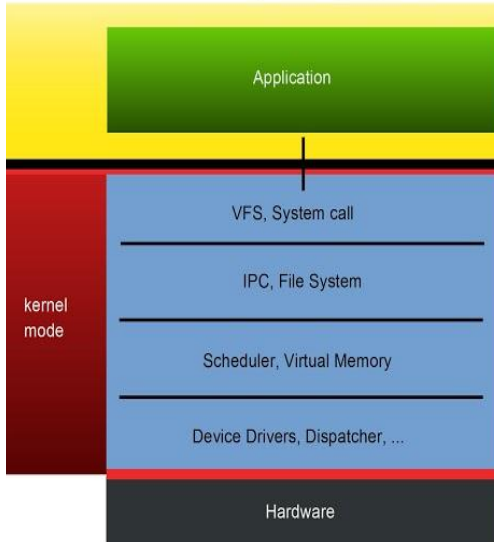 Application
VFS, System call
IPC, File System
kernel
mode
Scheduler, Virtual Memory
Device Drivers, Dispatcher, ...
Hardware